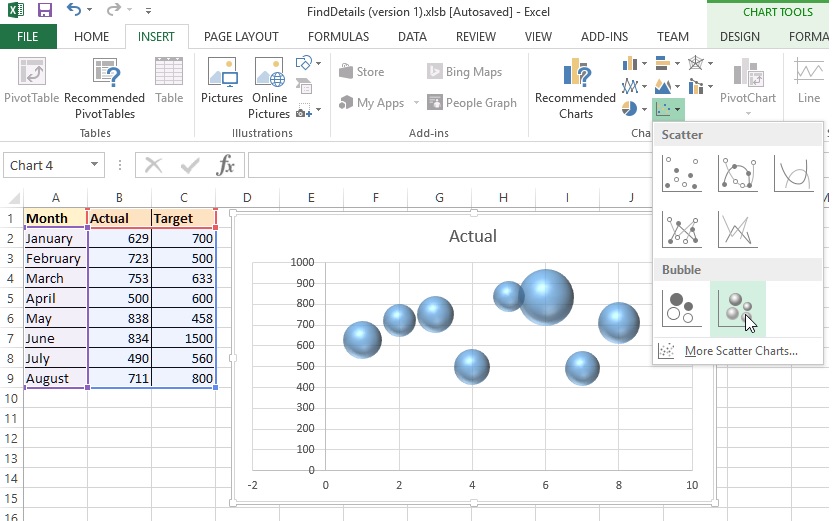 FindDetails (version 1).xlsb [Autosaved] - Excel
CHART TOOLS
FILE HOME INSERT PAGE LAYOUT FORMULAS DATA REVIEW VIEW ADD-INS TEAM DESIGN FORMA
PivotTable Recommended PivotTables Table
Tables
Pictures Online Pictures
Illustrations
Store
My Apps
Bing Maps
People Graph
Add-ins
Recommended Charts
PivotChart
Line
Cha
Scatter
Bubble
More Scatter Charts...
Chart 4 fx
A B C D E F G H I J
1 Month Actual Target
2 January 629 700
3 February 723 500
4 March 753 633
5 April 500 600
6 May 838 458
7 June 834 1500
8 July 490 560
9 August 711 800
10
11
12
13
14
15
16
Actual
1000
900
800
700
600
500
400
300
200
100
0
-2 0 2 4 6 8 10